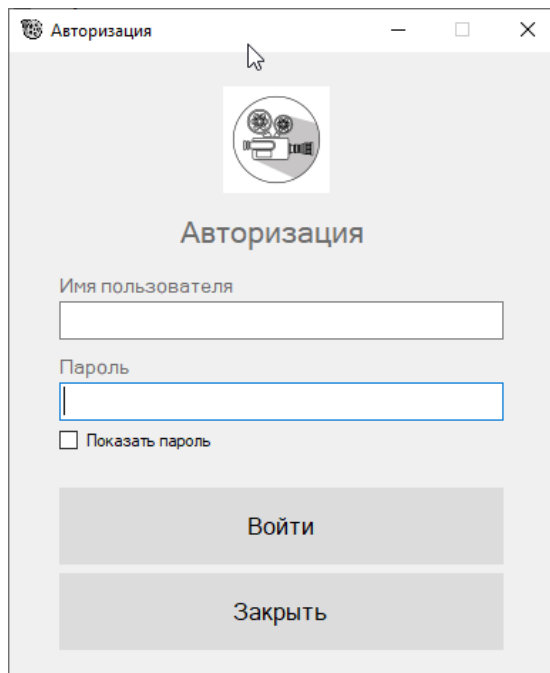 Авторизация
Авторизация
Имя пользователя
Пароль
Показать пароль
Войти
Закрыть